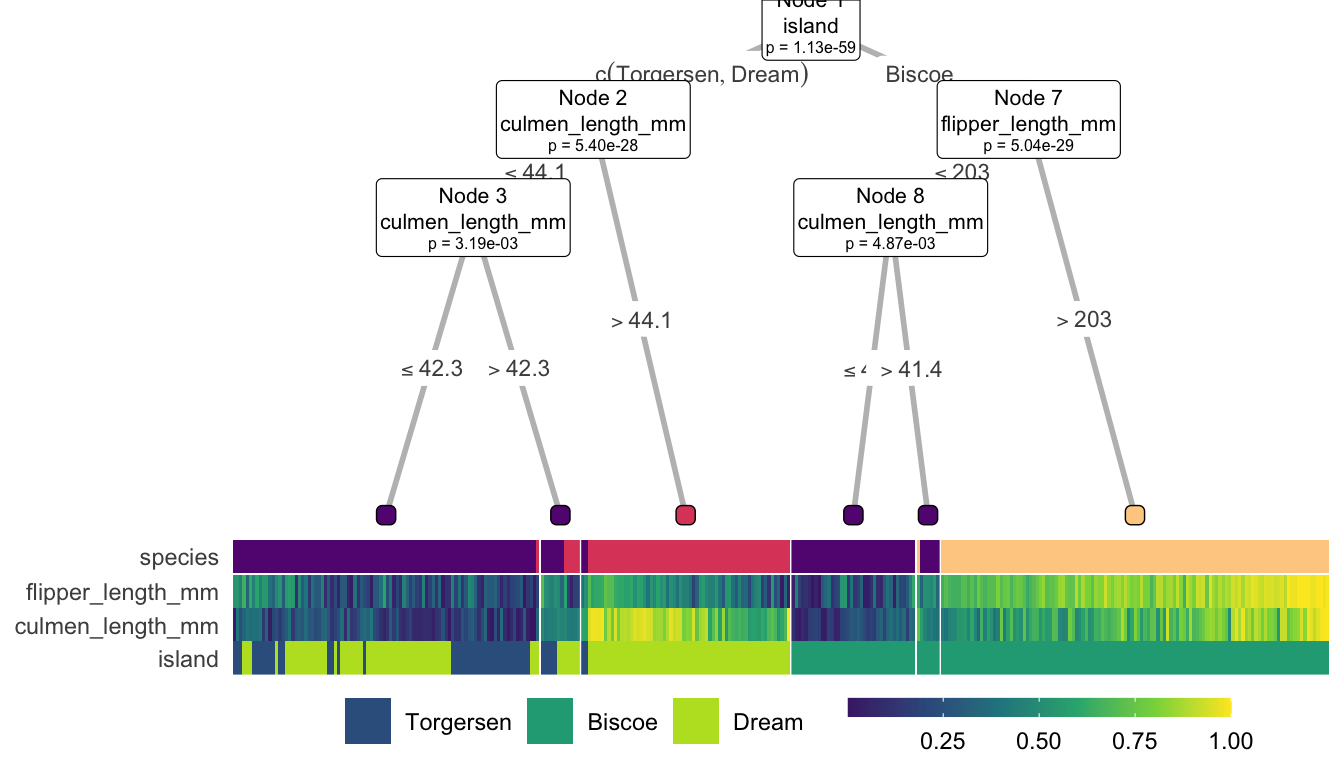 Node 1
island
p = 1.13e-59
c(Torgersen, Dream)
Biscoe
Node 2
culmen_length_mm
p = 5.40e-28
Node 7
flipper_length_mm
p = 5.04e-29
≤ 44.1
≤ 203
Node 3
culmen_length_mm
p = 3.19e-03
Node 8
culmen_length_mm
p = 4.87e-03
> 44.1
> 203
≤ 42.3
> 42.3
≤
> 41.4
species
flipper_length_mm
culmen_length_mm
island
Torgersen
Biscoe
Dream
0.25
0.50
0.75
1.00